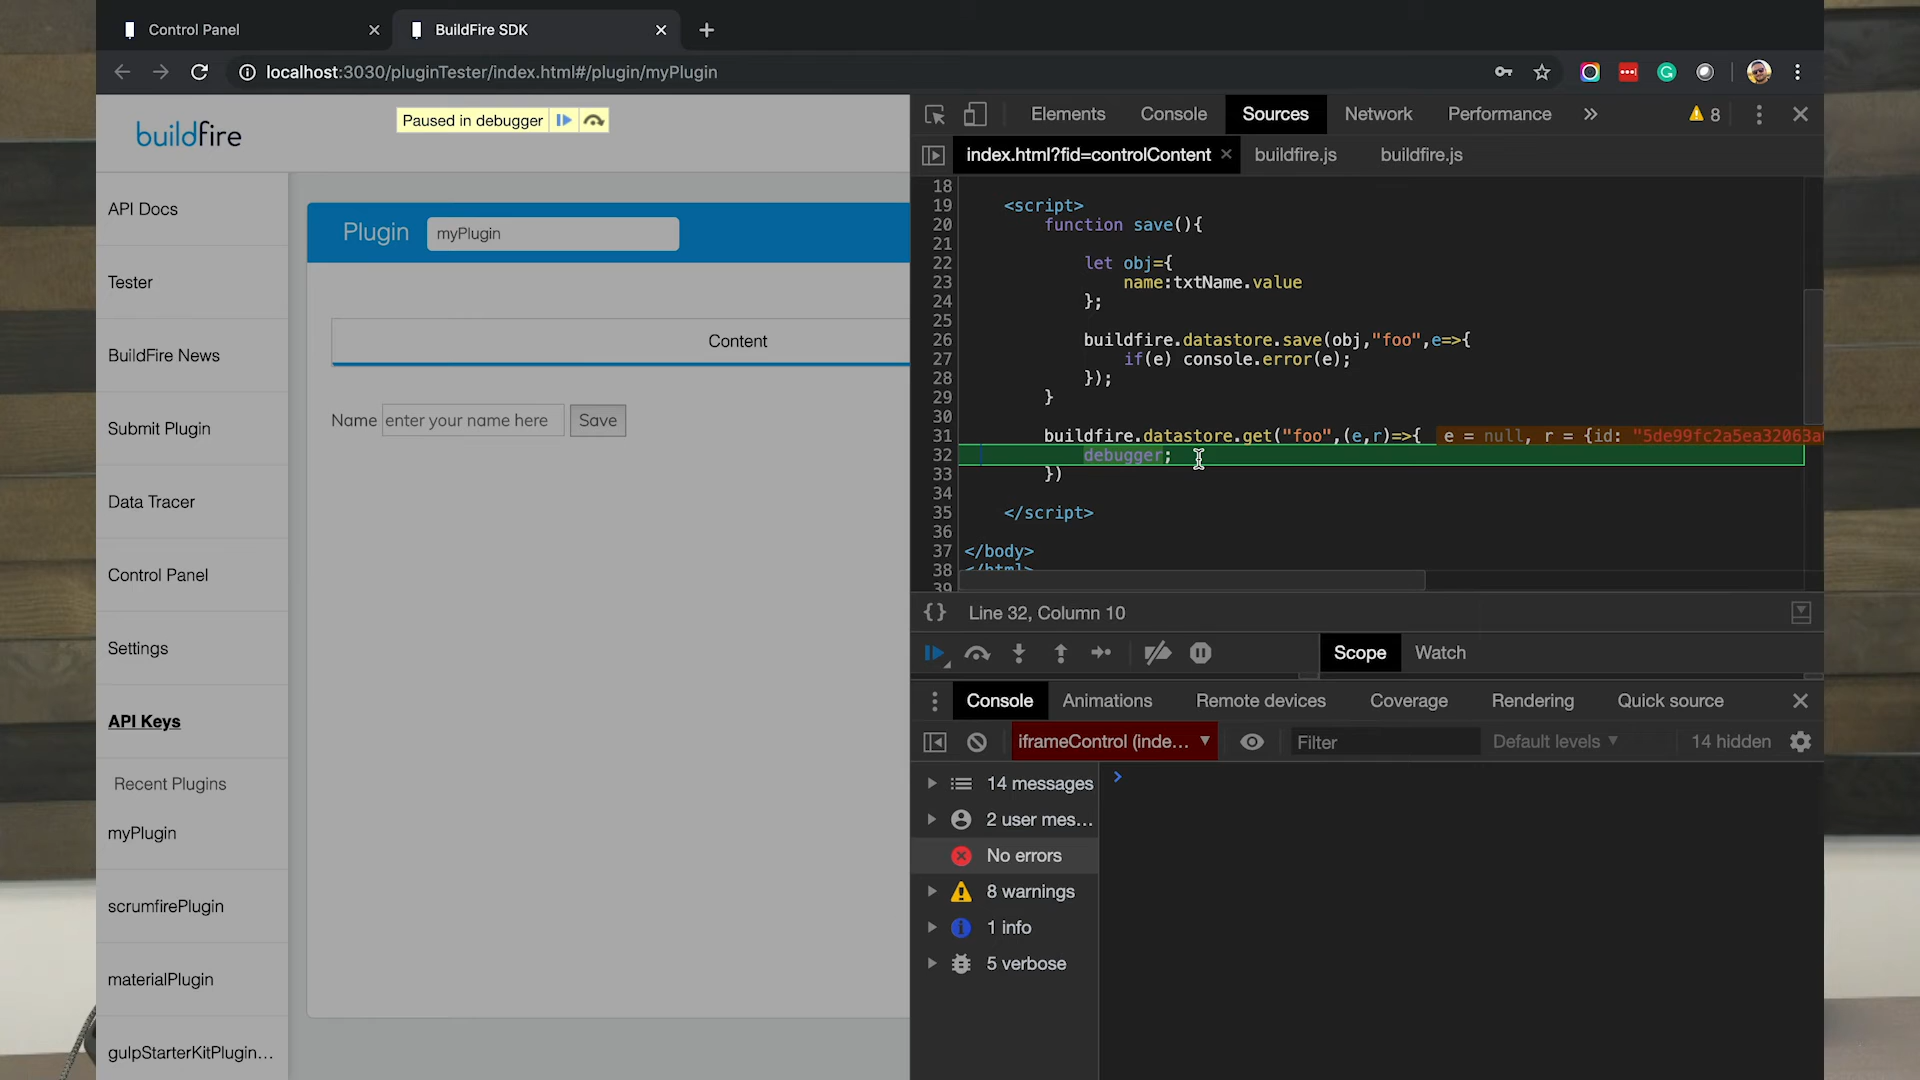 Control Panel
BuildFire SDK
localhost:3030/pluginTester/index.html#/plugin/myPlugin
buildfire
Paused in debugger
API Docs
Tester
BuildFire News
Submit Plugin
Data Tracer
Control Panel
Settings
API Keys
Recent Plugins
myPlugin
scrumfirePlugin
materialPlugin
gulpStarterKitPlugin...
Plugin myPlugin
Content
Name enter your name here Save
Elements Console Sources Network Performance » 8
index.html?fid=controlContent buildfire.js buildfire.js
18
19 <script>
20 function save(){
21
22 let obj={
23 name:txtName.value
24 };
25
26 buildfire.datastore.save(obj,"foo",e=>{
27 if(e) console.error(e);
28 });
29 }
30
31 buildfire.datastore.get("foo",(e,r)=>{ e = null, r = {id: "5de99fc2a5ea32063a
32 debugger;
33 })
34
35 </script>
36
37 </body>
38 </html>
39
{} Line 32, Column 10
Scope Watch
Console Animations Remote devices Coverage Rendering Quick source
iframeControl (inde... Filter Default levels 14 hidden
14 messages
2 user mes...
No errors
8 warnings
1 info
5 verbose